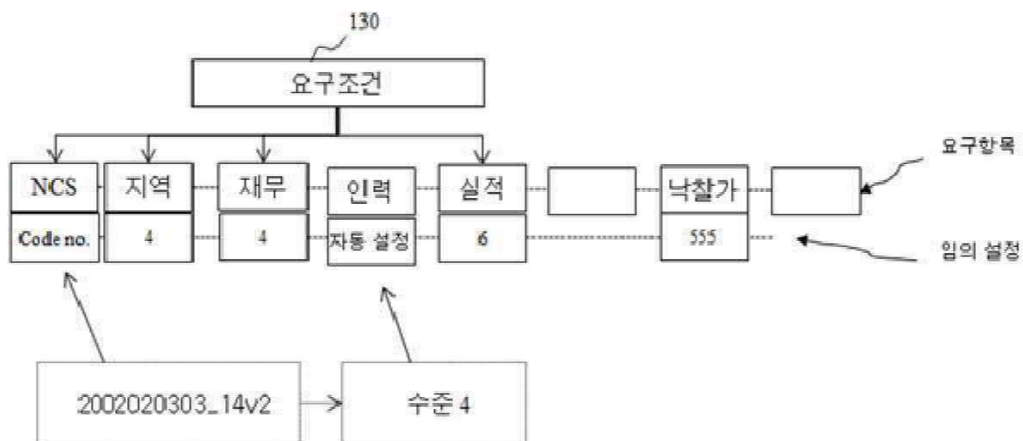 130
요구조건
NCS 지역 재무 인력 실적 낙찰가
요구항목
Code no. 4 4 자동 설정 6 555
임의 설정
2002020303_14v2 수준 4